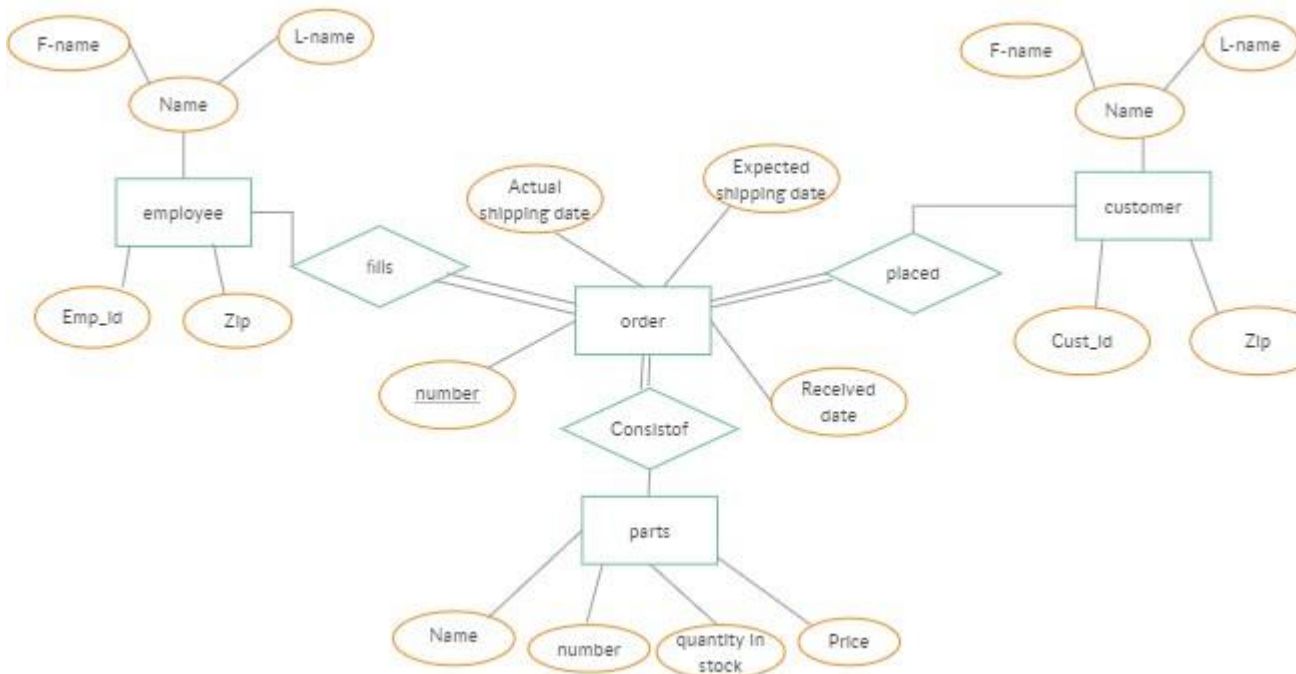 F-name
L-name
Name
employee
Emp_Id
Zip
fills
Actual
shipping date
Expected
shipping date
order
number
Received
date
placed
F-name
L-name
Name
customer
Cust_Id
Zip
Consistof
parts
Name
number
quantity in
stock
Price